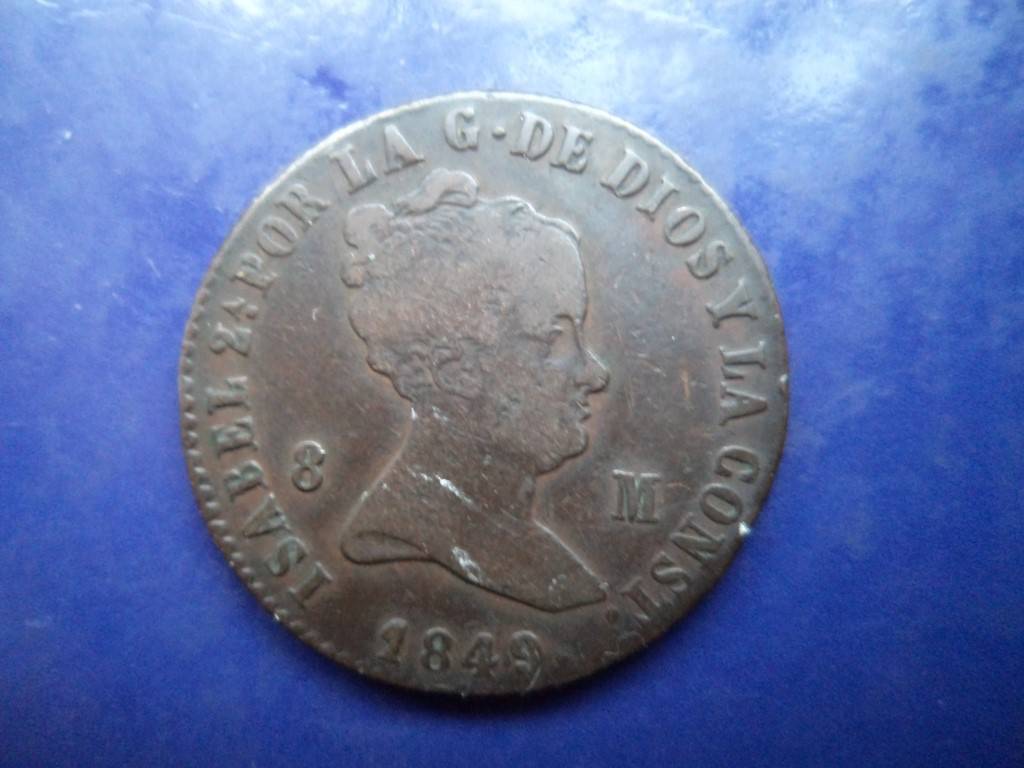 ISABEL 2ª POR LA G·DE DIOS Y LA CONST.
8 M
1849